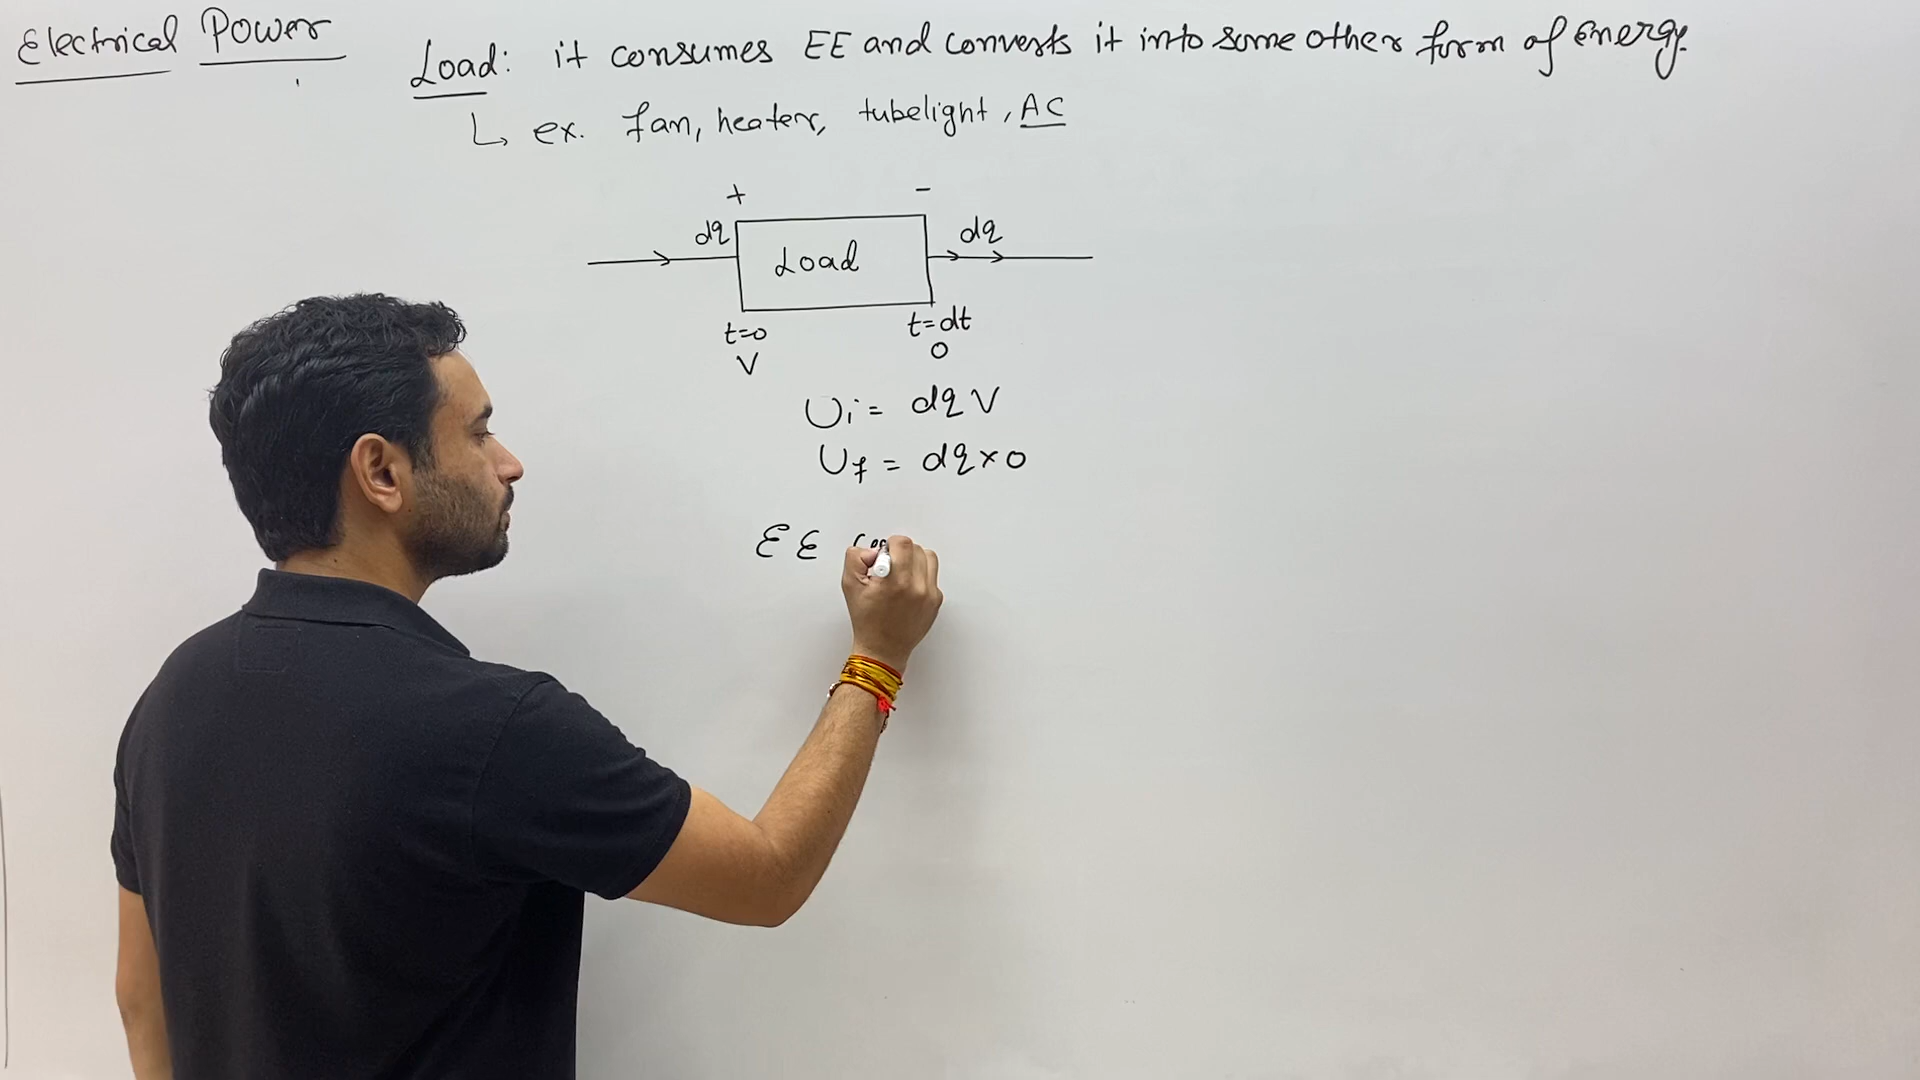 Electrical Power
Load: it consumes EE and converts it into some other form of energy.
↳ ex. fan, heater, tubelight, AC
+ -
dq dq
Load
t=0 t=dt
V 0
Ui = dq V
Uf = dq x 0
EE